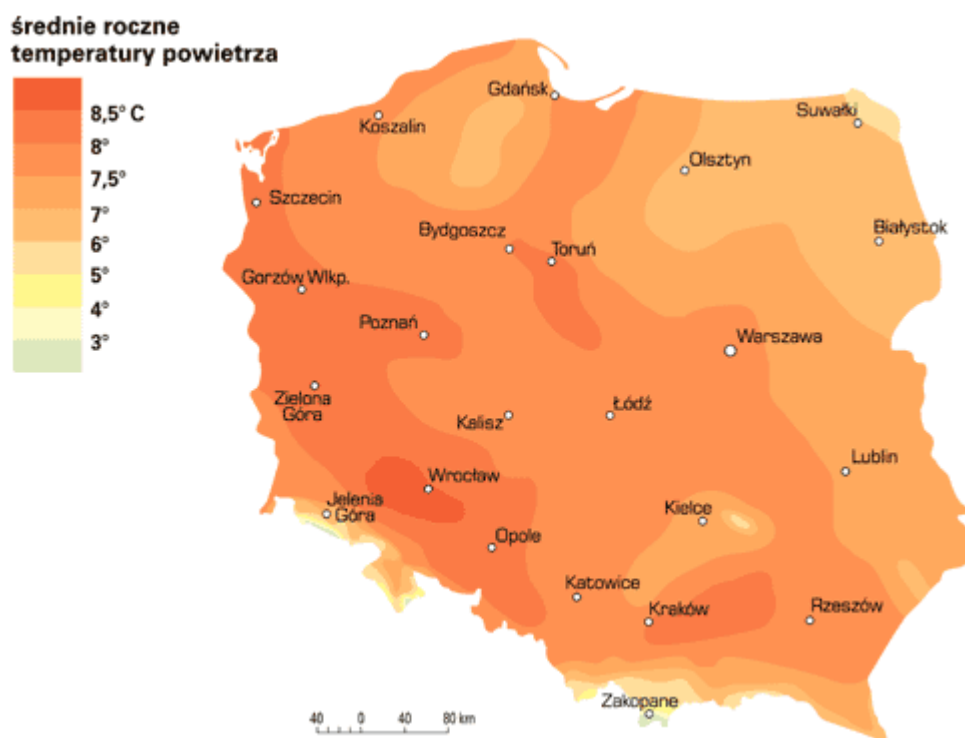 średnie roczne
temperatury powietrza
8,5° C
8°
7,5°
7°
6°
5°
4°
3°
Gdańsk
Koszalin
Suwałki
Olsztyn
Szczecin
Bydgoszcz
Toruń
Białystok
Gorzów Wlkp.
Poznań
Warszawa
Zielona
Góra
Kalisz
Łódź
Lublin
Wrocław
Jelenia
Góra
Kielce
Opole
Katowice
Kraków
Rzeszów
Zakopane
40 0 40 80 km